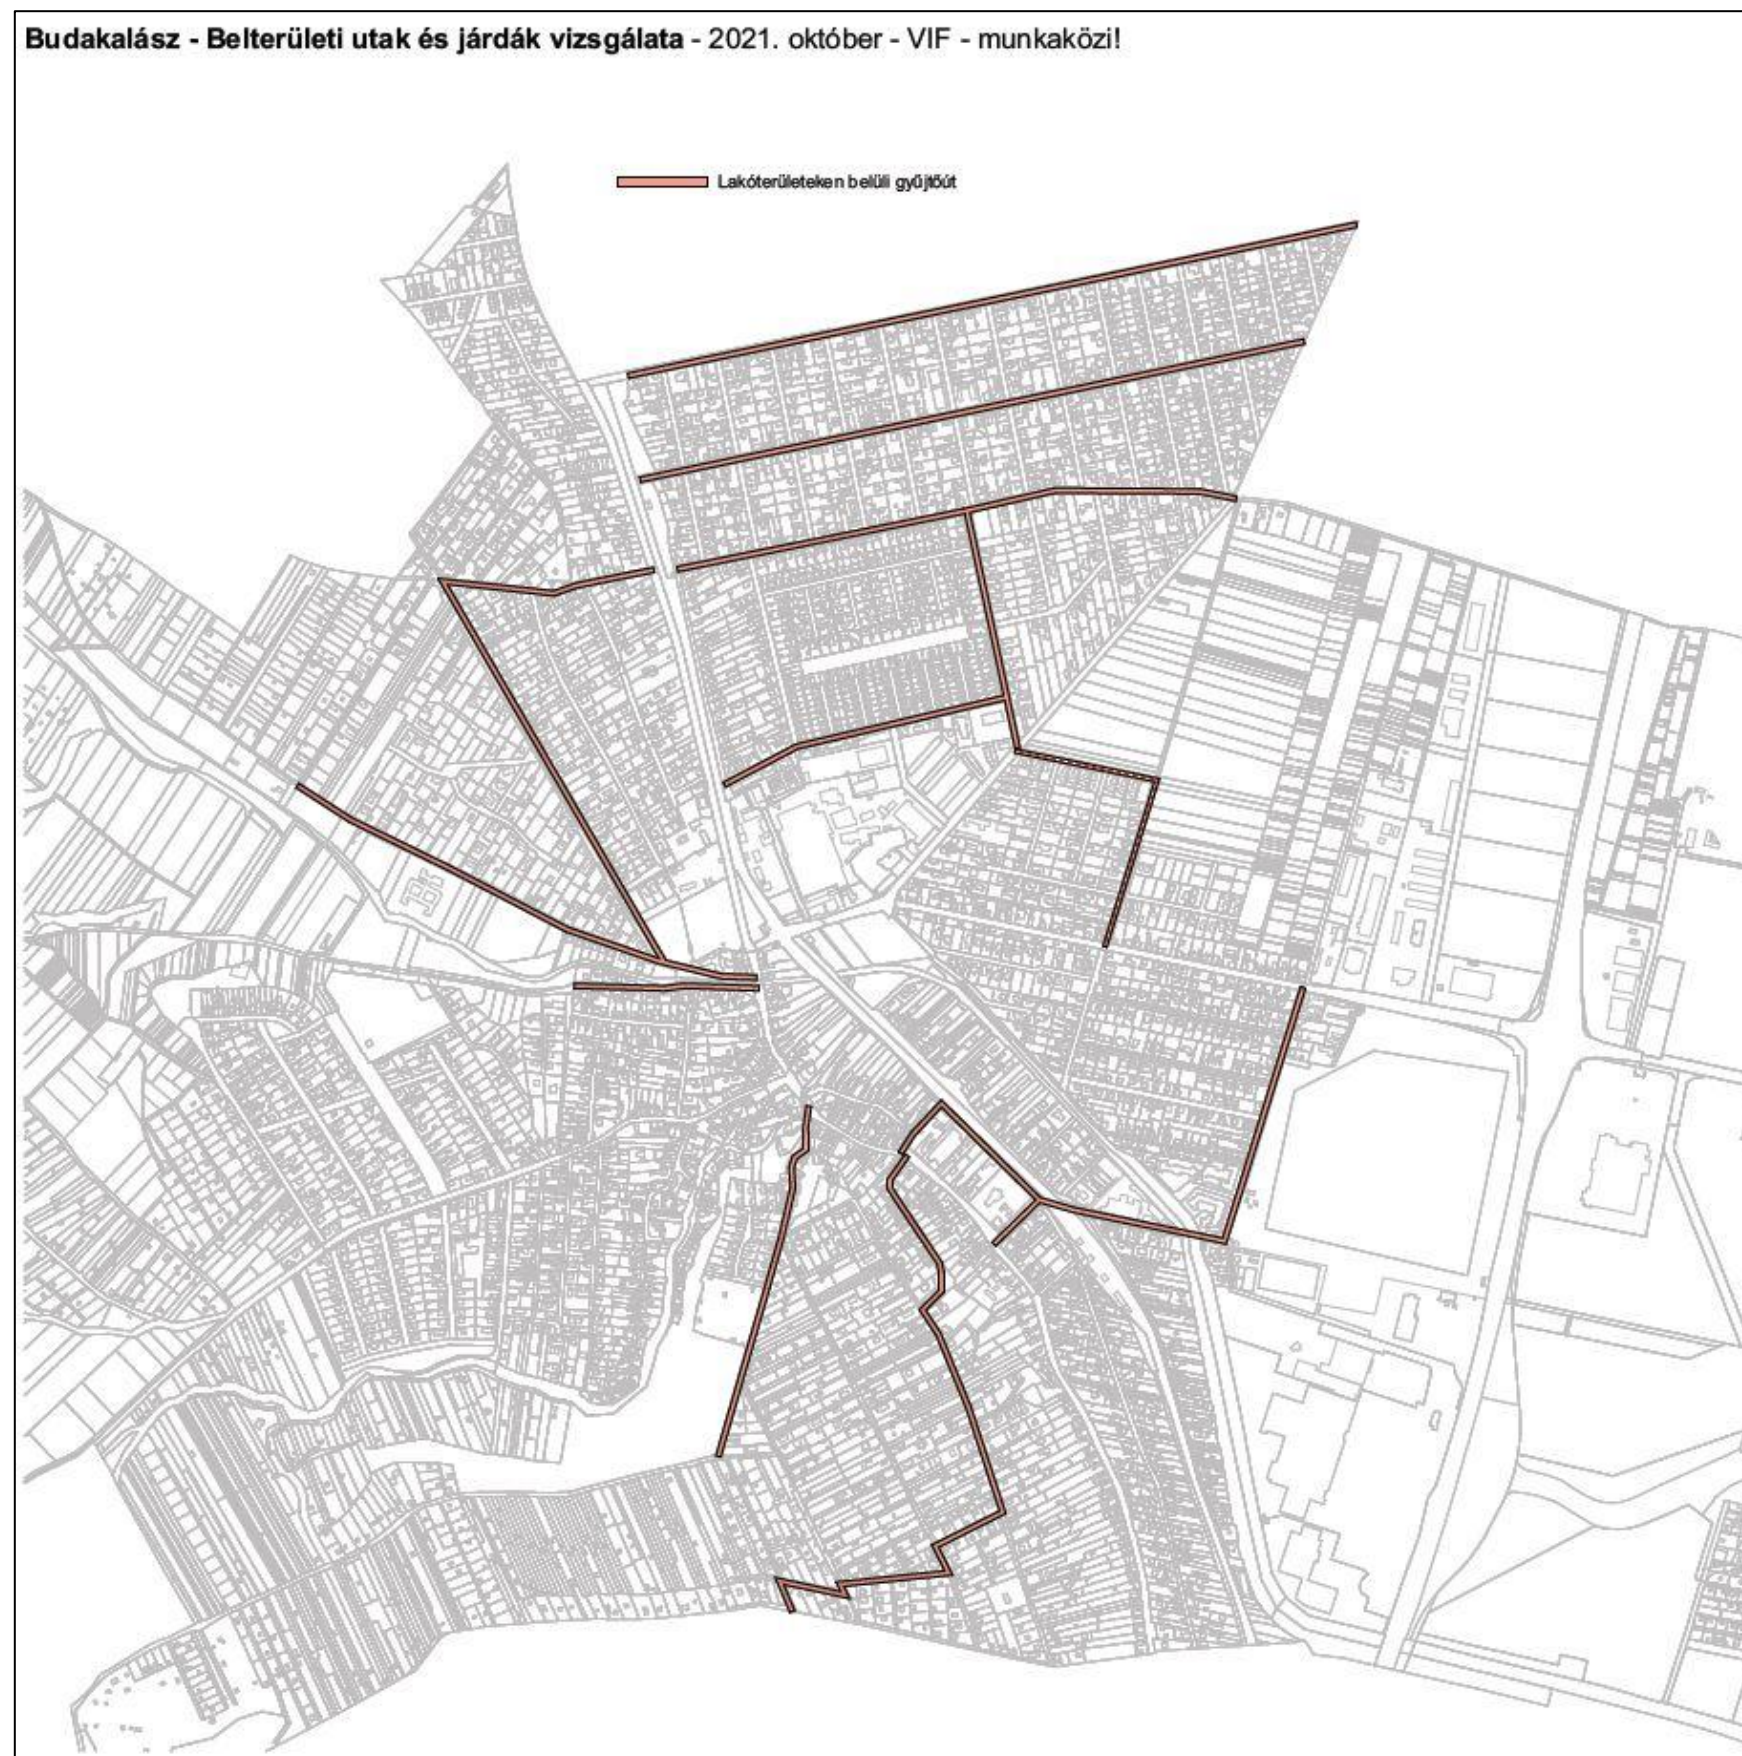 Budakalász - Belterületi utak és járdák vizsgálata - 2021. október - VIF - munkaközi!
Lakóterületeken belüli gyűjtőút